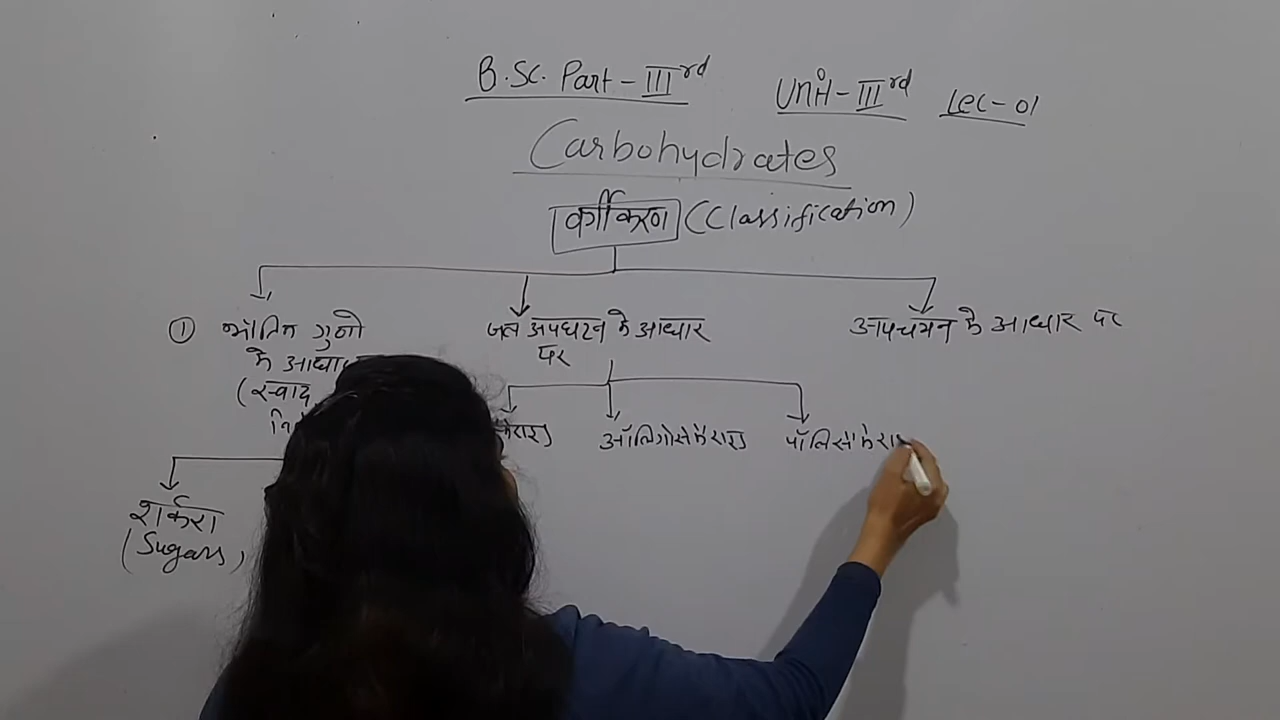 B.Sc. Part-III rd Unit-III rd Lec-01
Carbohydrates
वर्गीकरण (Classification)
① भौतिक गुनो जल अपघटन के आधार अपचयन के आधार पर
के आधा पर
(स्वाद,
ऑलिगोसैकेराइड पॉलिसैकेरा
शर्करा
(Sugars)